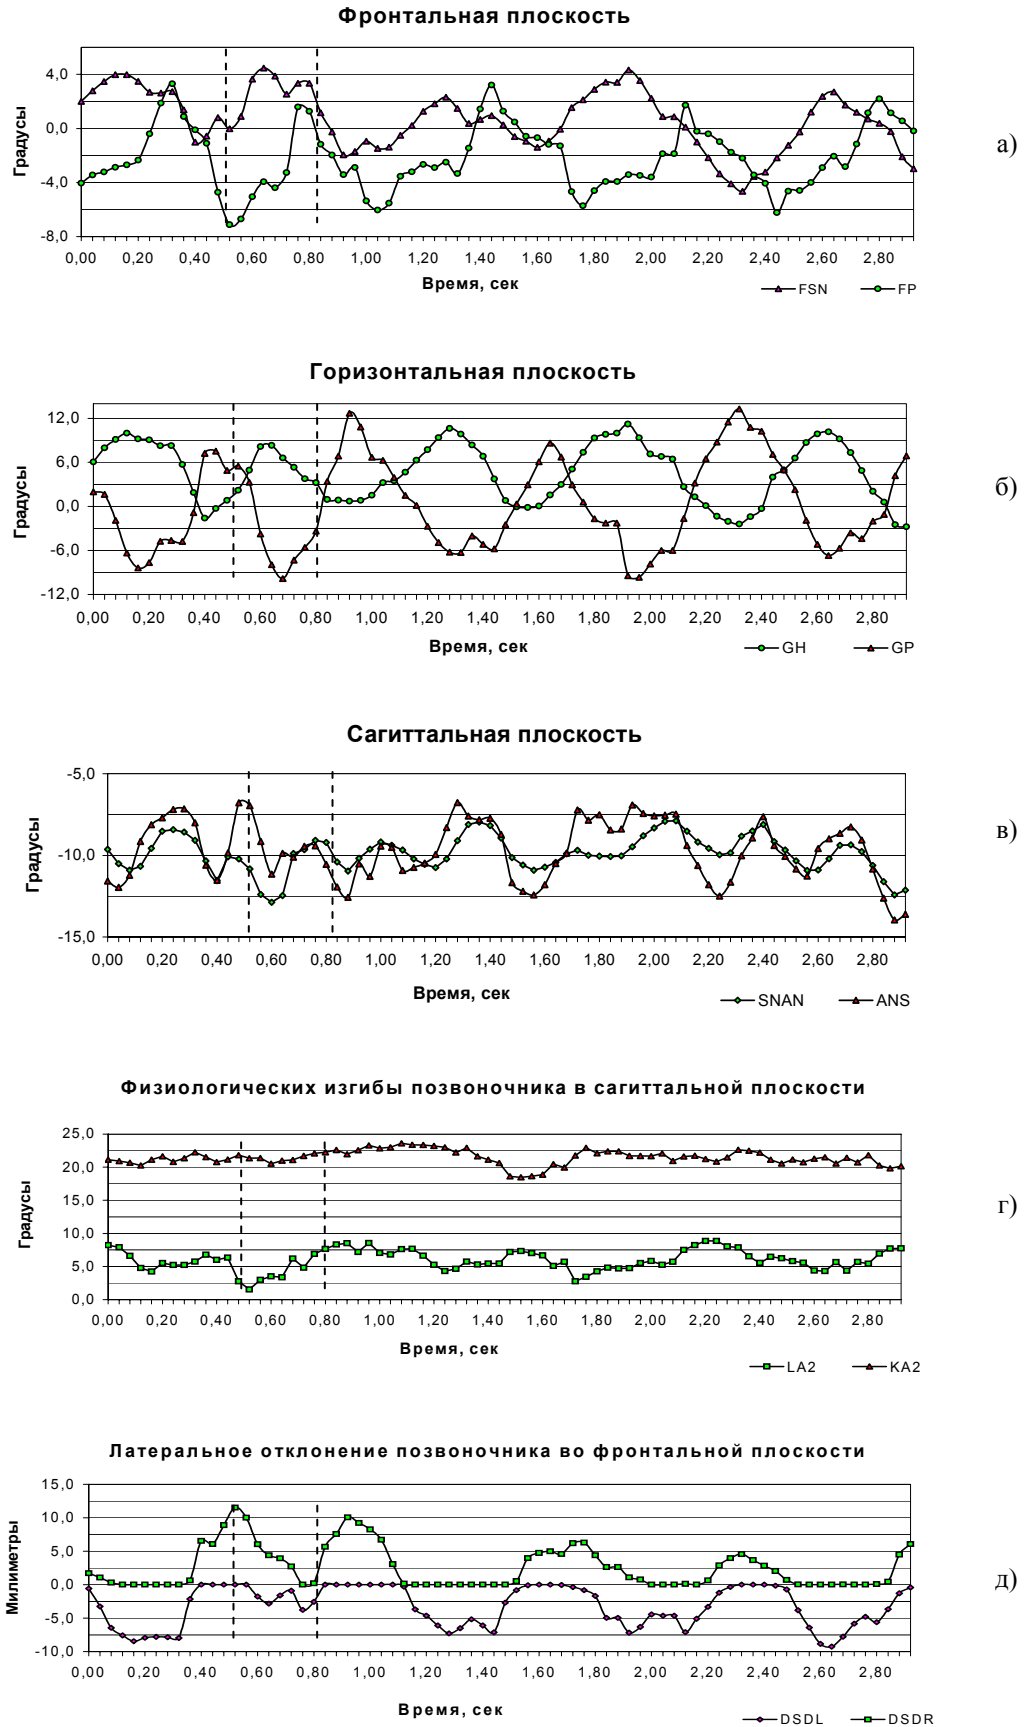 Фронтальная плоскость
4,0
0,0
-4,0
-8,0
Градусы
0,00 0,20 0,40 0,60 0,80 1,00 1,20 1,40 1,60 1,80 2,00 2,20 2,40 2,60 2,80
Время, сек
FSN FP
а)
Горизонтальная плоскость
12,0
6,0
0,0
-6,0
-12,0
Градусы
0,00 0,20 0,40 0,60 0,80 1,00 1,20 1,40 1,60 1,80 2,00 2,20 2,40 2,60 2,80
Время, сек
GH GP
б)
Сагиттальная плоскость
-5,0
-10,0
-15,0
Градусы
0,00 0,20 0,40 0,60 0,80 1,00 1,20 1,40 1,60 1,80 2,00 2,20 2,40 2,60 2,80
Время, сек
SNAN ANS
в)
Физиологических изгибы позвоночника в сагиттальной плоскости
25,0
20,0
15,0
10,0
5,0
0,0
Градусы
0,00 0,20 0,40 0,60 0,80 1,00 1,20 1,40 1,60 1,80 2,00 2,20 2,40 2,60 2,80
Время, сек
LA2 KA2
г)
Латеральное отклонение позвоночника во фронтальной плоскости
15,0
10,0
5,0
0,0
-5,0
-10,0
Милиметры
0,00 0,20 0,40 0,60 0,80 1,00 1,20 1,40 1,60 1,80 2,00 2,20 2,40 2,60 2,80
Время, сек
DSDL DSDR
д)